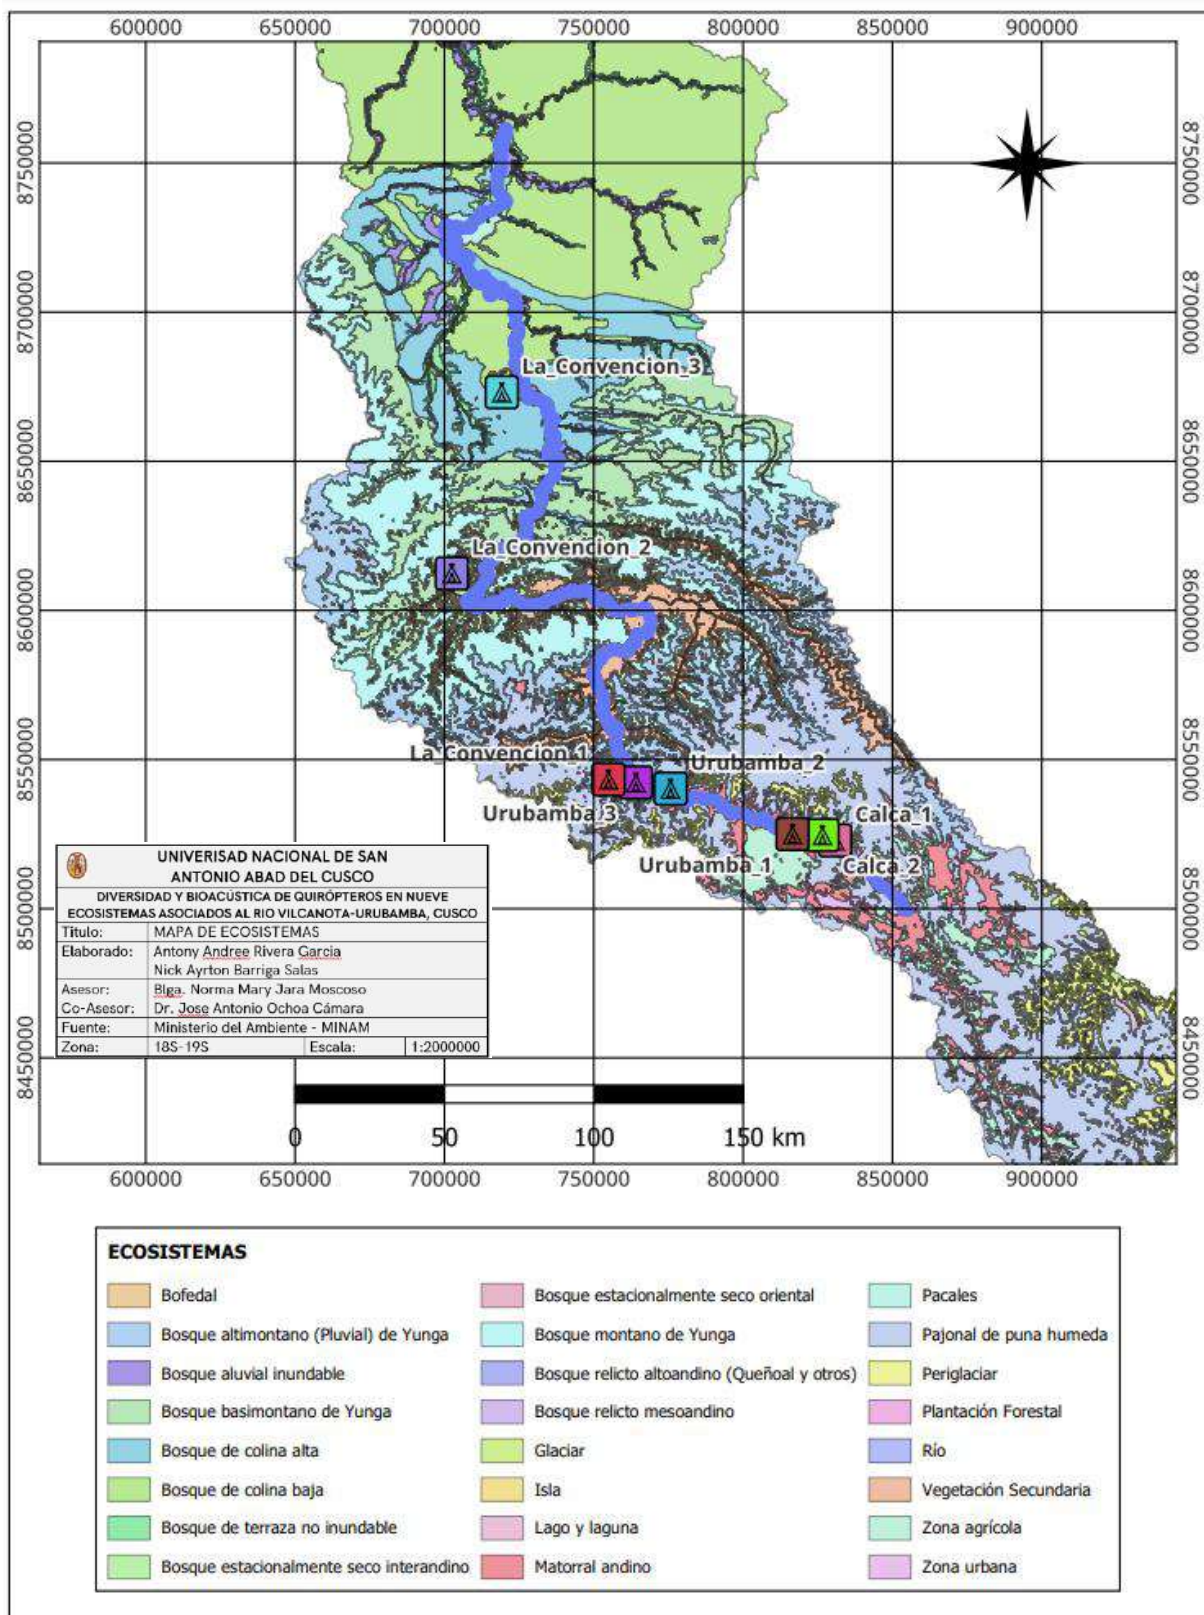 600000 650000 700000 750000 800000 850000 900000
8750000 8750000
8700000 8700000
La_Convencion_3
8650000 8650000
La_Convencion_2
8600000 8600000
La_Convencion_1
8550000 8550000
Urubamba_2
Urubamba_3
Calca_1
Urubamba_1
Calca_2
8500000 8500000
8450000 8450000
UNIVERISAD NACIONAL DE SAN
ANTONIO ABAD DEL CUSCO
DIVERSIDAD Y BIOACÚSTICA DE QUIRÓPTEROS EN NUEVE
ECOSISTEMAS ASOCIADOS AL RIO VILCANOTA-URUBAMBA, CUSCO
Titulo: MAPA DE ECOSISTEMAS
Elaborado: Antony Andree Rivera Garcia
Nick Ayrton Barriga Salas
Asesor: Blga. Norma Mary Jara Moscoso
Co-Asesor: Dr. Jose Antonio Ochoa Cámara
Fuente: Ministerio del Ambiente - MINAM
Zona: 18S-19S Escala: 1:2000000
0 50 100 150 km
600000 650000 700000 750000 800000 850000 900000
ECOSISTEMAS
Bofedal
Bosque altimontano (Pluvial) de Yunga
Bosque aluvial inundable
Bosque basimontano de Yunga
Bosque de colina alta
Bosque de colina baja
Bosque de terraza no inundable
Bosque estacionalmente seco interandino
Bosque estacionalmente seco oriental
Bosque montano de Yunga
Bosque relicto altoandino (Queñoal y otros)
Bosque relicto mesoandino
Glaciar
Isla
Lago y laguna
Matorral andino
Pacales
Pajonal de puna humeda
Periglaciar
Plantación Forestal
Río
Vegetación Secundaria
Zona agrícola
Zona urbana